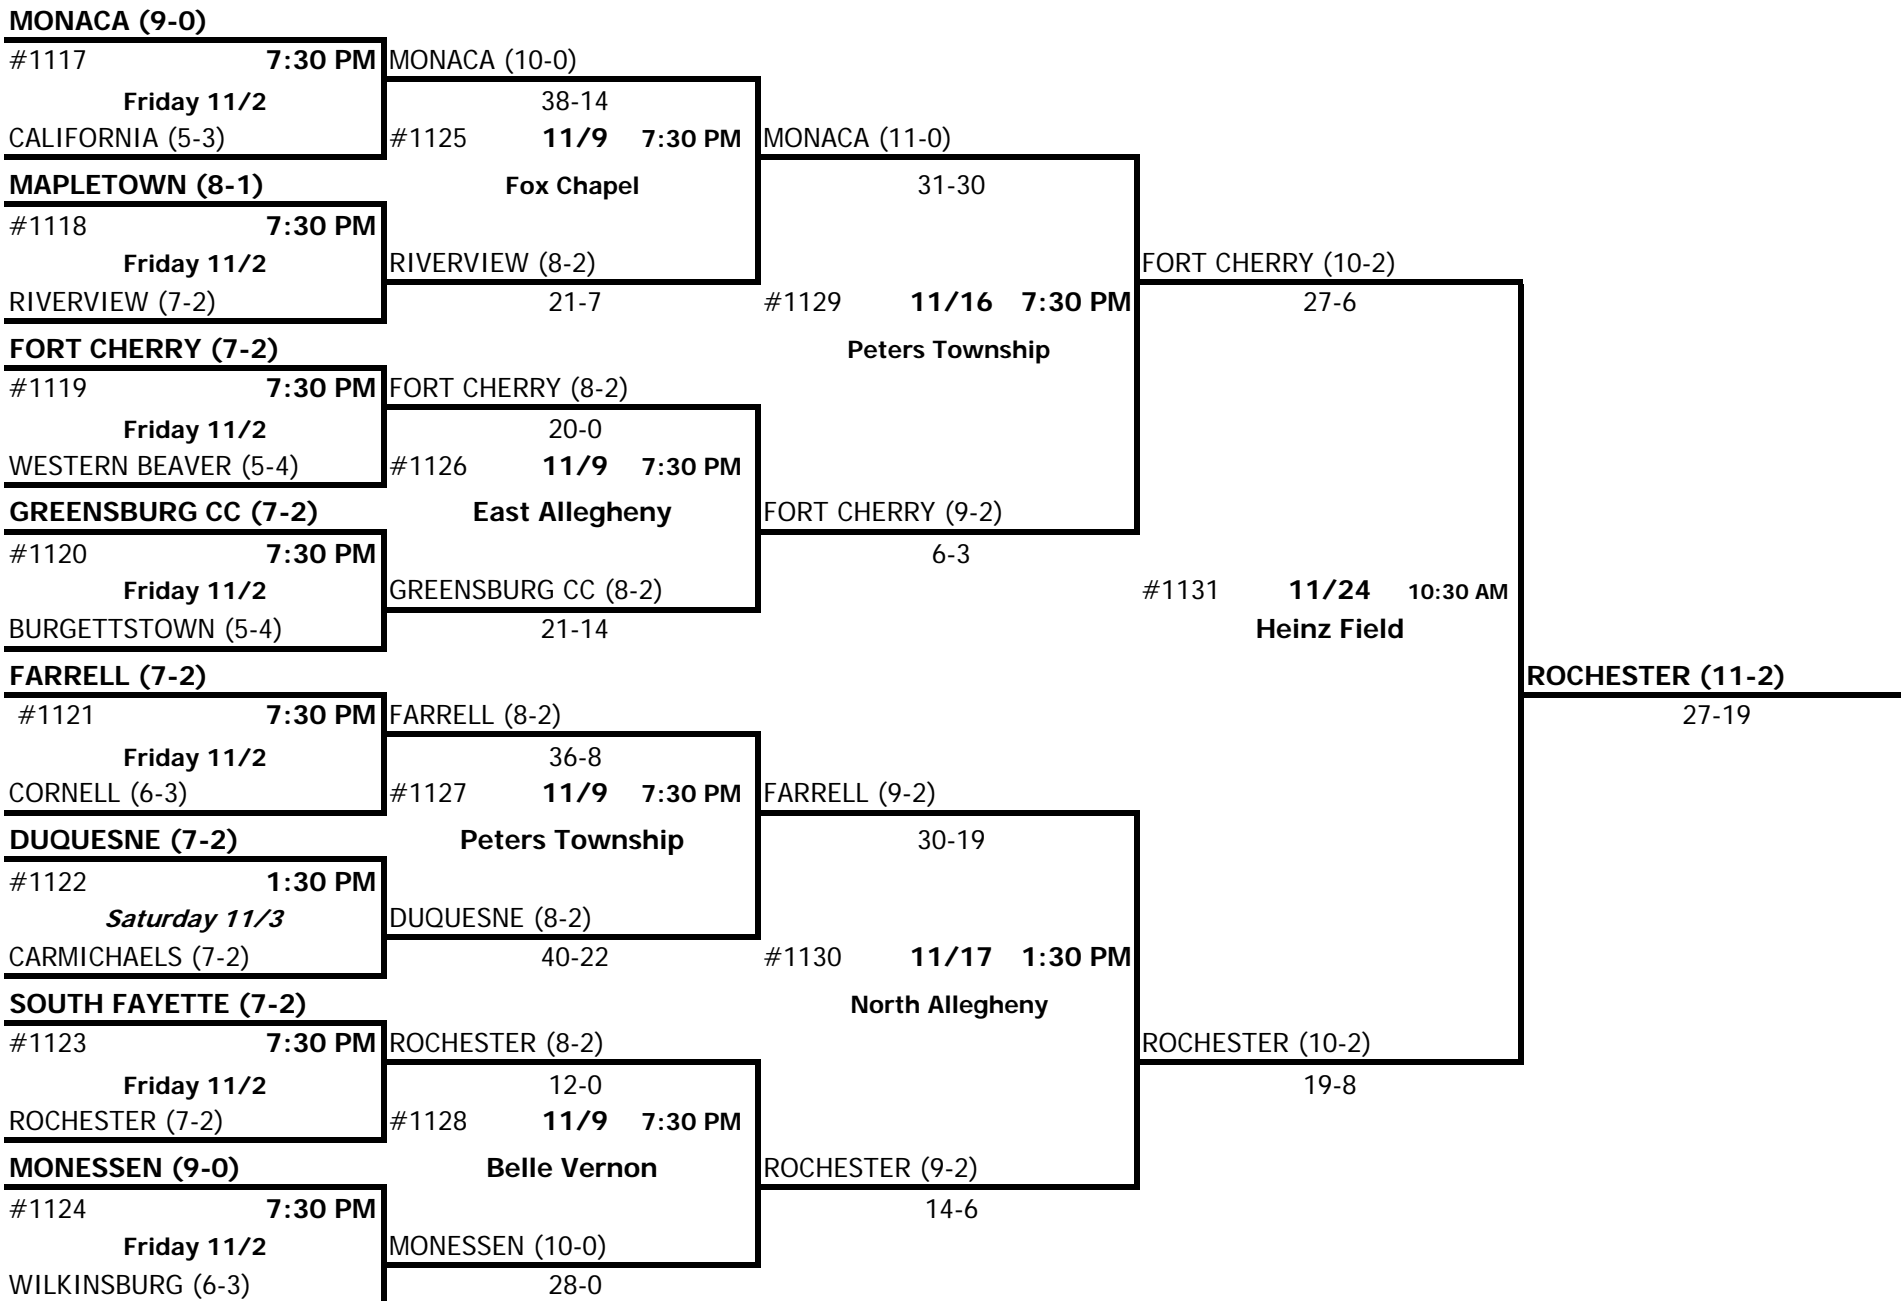 MONACA (9-0)
#1117 7:30 PM MONACA (10-0)
Friday 11/2 38-14
CALIFORNIA (5-3) #1125 11/9 7:30 PM MONACA (11-0)
MAPLETOWN (8-1) Fox Chapel 31-30
#1118 7:30 PM
Friday 11/2 RIVERVIEW (8-2) FORT CHERRY (10-2)
RIVERVIEW (7-2) 21-7 #1129 11/16 7:30 PM 27-6
FORT CHERRY (7-2) Peters Township
#1119 7:30 PM FORT CHERRY (8-2)
Friday 11/2 20-0
WESTERN BEAVER (5-4) #1126 11/9 7:30 PM
GREENSBURG CC (7-2) East Allegheny FORT CHERRY (9-2)
#1120 7:30 PM 6-3
Friday 11/2 GREENSBURG CC (8-2) #1131 11/24 10:30 AM
BURGETTSTOWN (5-4) 21-14 Heinz Field
FARRELL (7-2) ROCHESTER (11-2)
#1121 7:30 PM FARRELL (8-2) 27-19
Friday 11/2 36-8
CORNELL (6-3) #1127 11/9 7:30 PM FARRELL (9-2)
DUQUESNE (7-2) Peters Township 30-19
#1122 1:30 PM
Saturday 11/3 DUQUESNE (8-2)
CARMICHAELS (7-2) 40-22 #1130 11/17 1:30 PM
SOUTH FAYETTE (7-2) North Allegheny
#1123 7:30 PM ROCHESTER (8-2) ROCHESTER (10-2)
Friday 11/2 12-0 19-8
ROCHESTER (7-2) #1128 11/9 7:30 PM
MONESSEN (9-0) Belle Vernon ROCHESTER (9-2)
#1124 7:30 PM 14-6
Friday 11/2 MONESSEN (10-0)
WILKINSBURG (6-3) 28-0